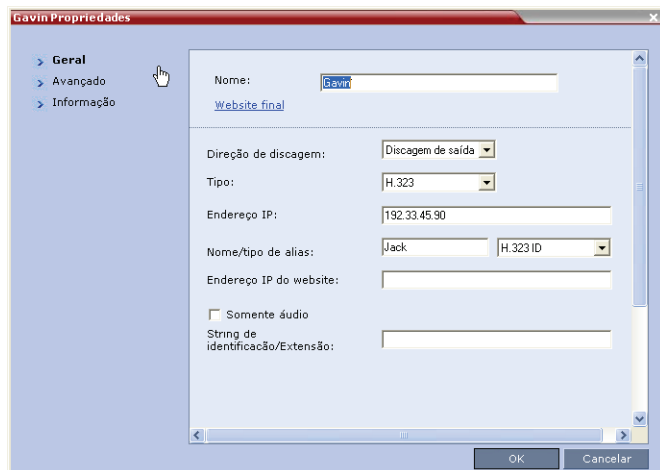 Gavin Propriedades
Geral
Avançado
Informação
Nome: Gavin
Website final
Direção de discagem: Discagem de saída
Tipo: H.323
Endereço IP: 192.33.45.90
Nome/tipo de alias: Jack H.323 ID
Endereço IP do website:
Somente áudio
String de
identificação/Extensão:
OK Cancelar